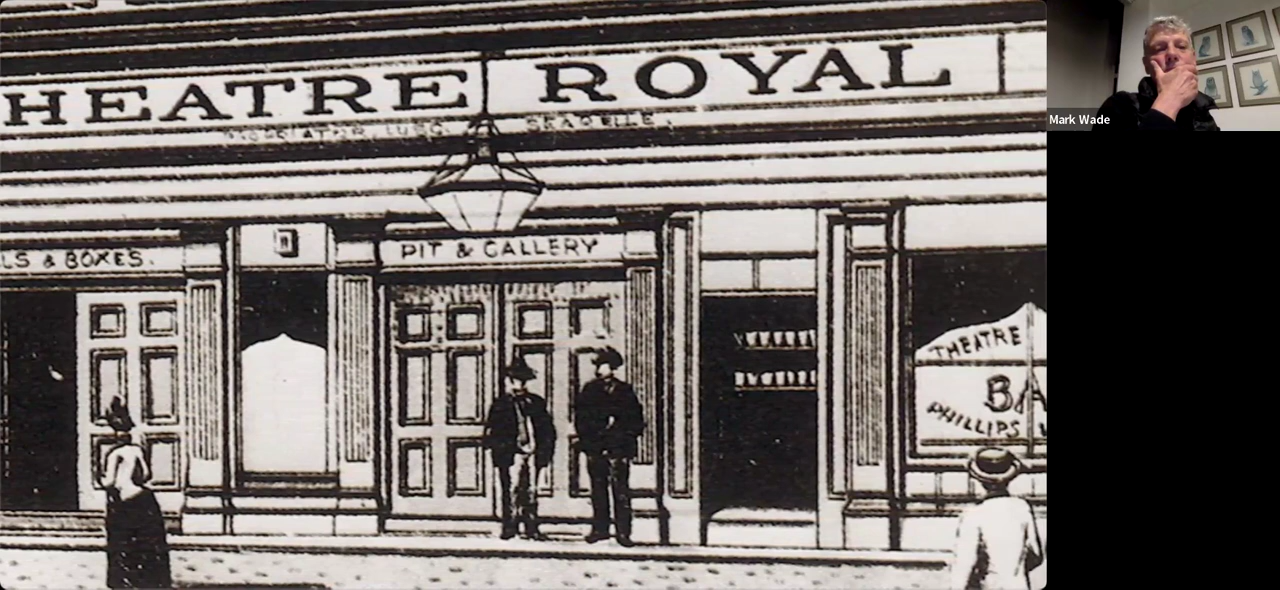 HEATRE ROYAL
LS & BOXES.
PIT & GALLERY
THEATRE
BA
PHILLIPS
Mark Wade